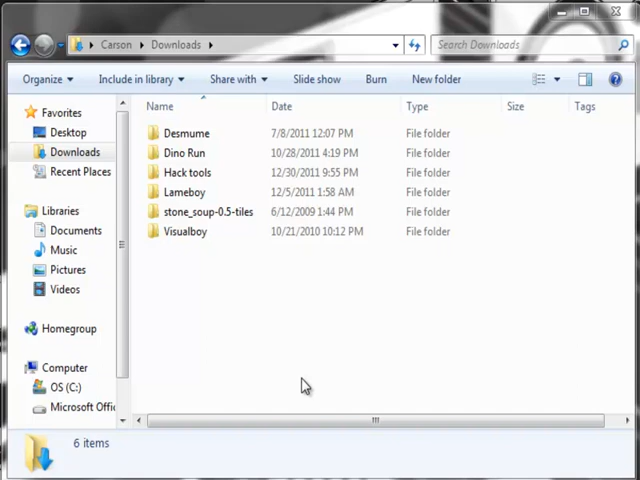 Carson Downloads Search Downloads
Organize Include in library Share with Slide show Burn New folder
Favorites
Desktop
Downloads
Recent Places
Libraries
Documents
Music
Pictures
Videos
Homegroup
Computer
OS (C:)
Microsoft Offic
Name Date Type Size Tags
Desmume 7/8/2011 12:07 PM File folder
Dino Run 10/28/2011 4:19 PM File folder
Hack tools 12/30/2011 9:55 PM File folder
Lameboy 12/5/2011 1:58 AM File folder
stone_soup-0.5-tiles 6/12/2009 1:44 PM File folder
Visualboy 10/21/2010 10:12 PM File folder
6 items